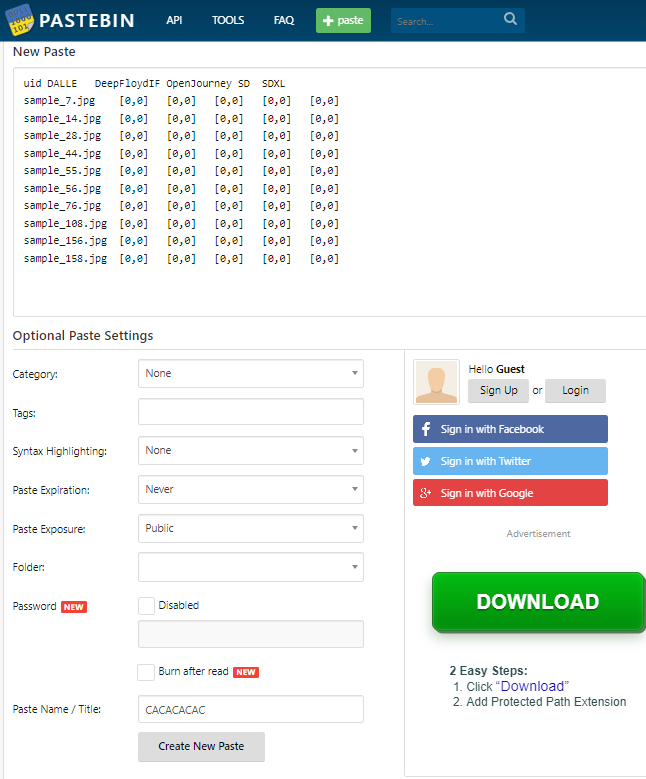 PASTEBIN API TOOLS FAQ + paste Search...
New Paste
uid DALLE DeepFloydIF OpenJourney SD SDXL
sample_7.jpg [0,0] [0,0] [0,0] [0,0] [0,0]
sample_14.jpg [0,0] [0,0] [0,0] [0,0] [0,0]
sample_28.jpg [0,0] [0,0] [0,0] [0,0] [0,0]
sample_44.jpg [0,0] [0,0] [0,0] [0,0] [0,0]
sample_55.jpg [0,0] [0,0] [0,0] [0,0] [0,0]
sample_56.jpg [0,0] [0,0] [0,0] [0,0] [0,0]
sample_76.jpg [0,0] [0,0] [0,0] [0,0] [0,0]
sample_108.jpg [0,0] [0,0] [0,0] [0,0] [0,0]
sample_156.jpg [0,0] [0,0] [0,0] [0,0] [0,0]
sample_158.jpg [0,0] [0,0] [0,0] [0,0] [0,0]
Optional Paste Settings
Category: None
Tags:
Syntax Highlighting: None
Paste Expiration: Never
Paste Exposure: Public
Folder:
Password NEW Disabled
Burn after read NEW
Paste Name / Title: CACACACAC
Create New Paste
Hello Guest
Sign Up or Login
Sign in with Facebook
Sign in with Twitter
Sign in with Google
Advertisement
DOWNLOAD
2 Easy Steps:
1. Click "Download"
2. Add Protected Path Extension